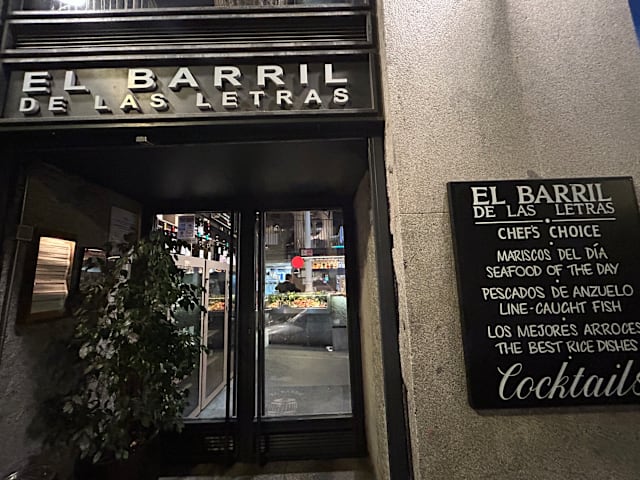 EL BARRIL
DE LAS LETRAS
EL BARRIL
DE LAS LETRAS
CHEF'S CHOICE
MARISCOS DEL DÍA
SEAFOOD OF THE DAY
PESCADOS DE ANZUELO
LINE-CAUGHT FISH
LOS MEJORES ARROCES
THE BEST RICE DISHES
Cocktails